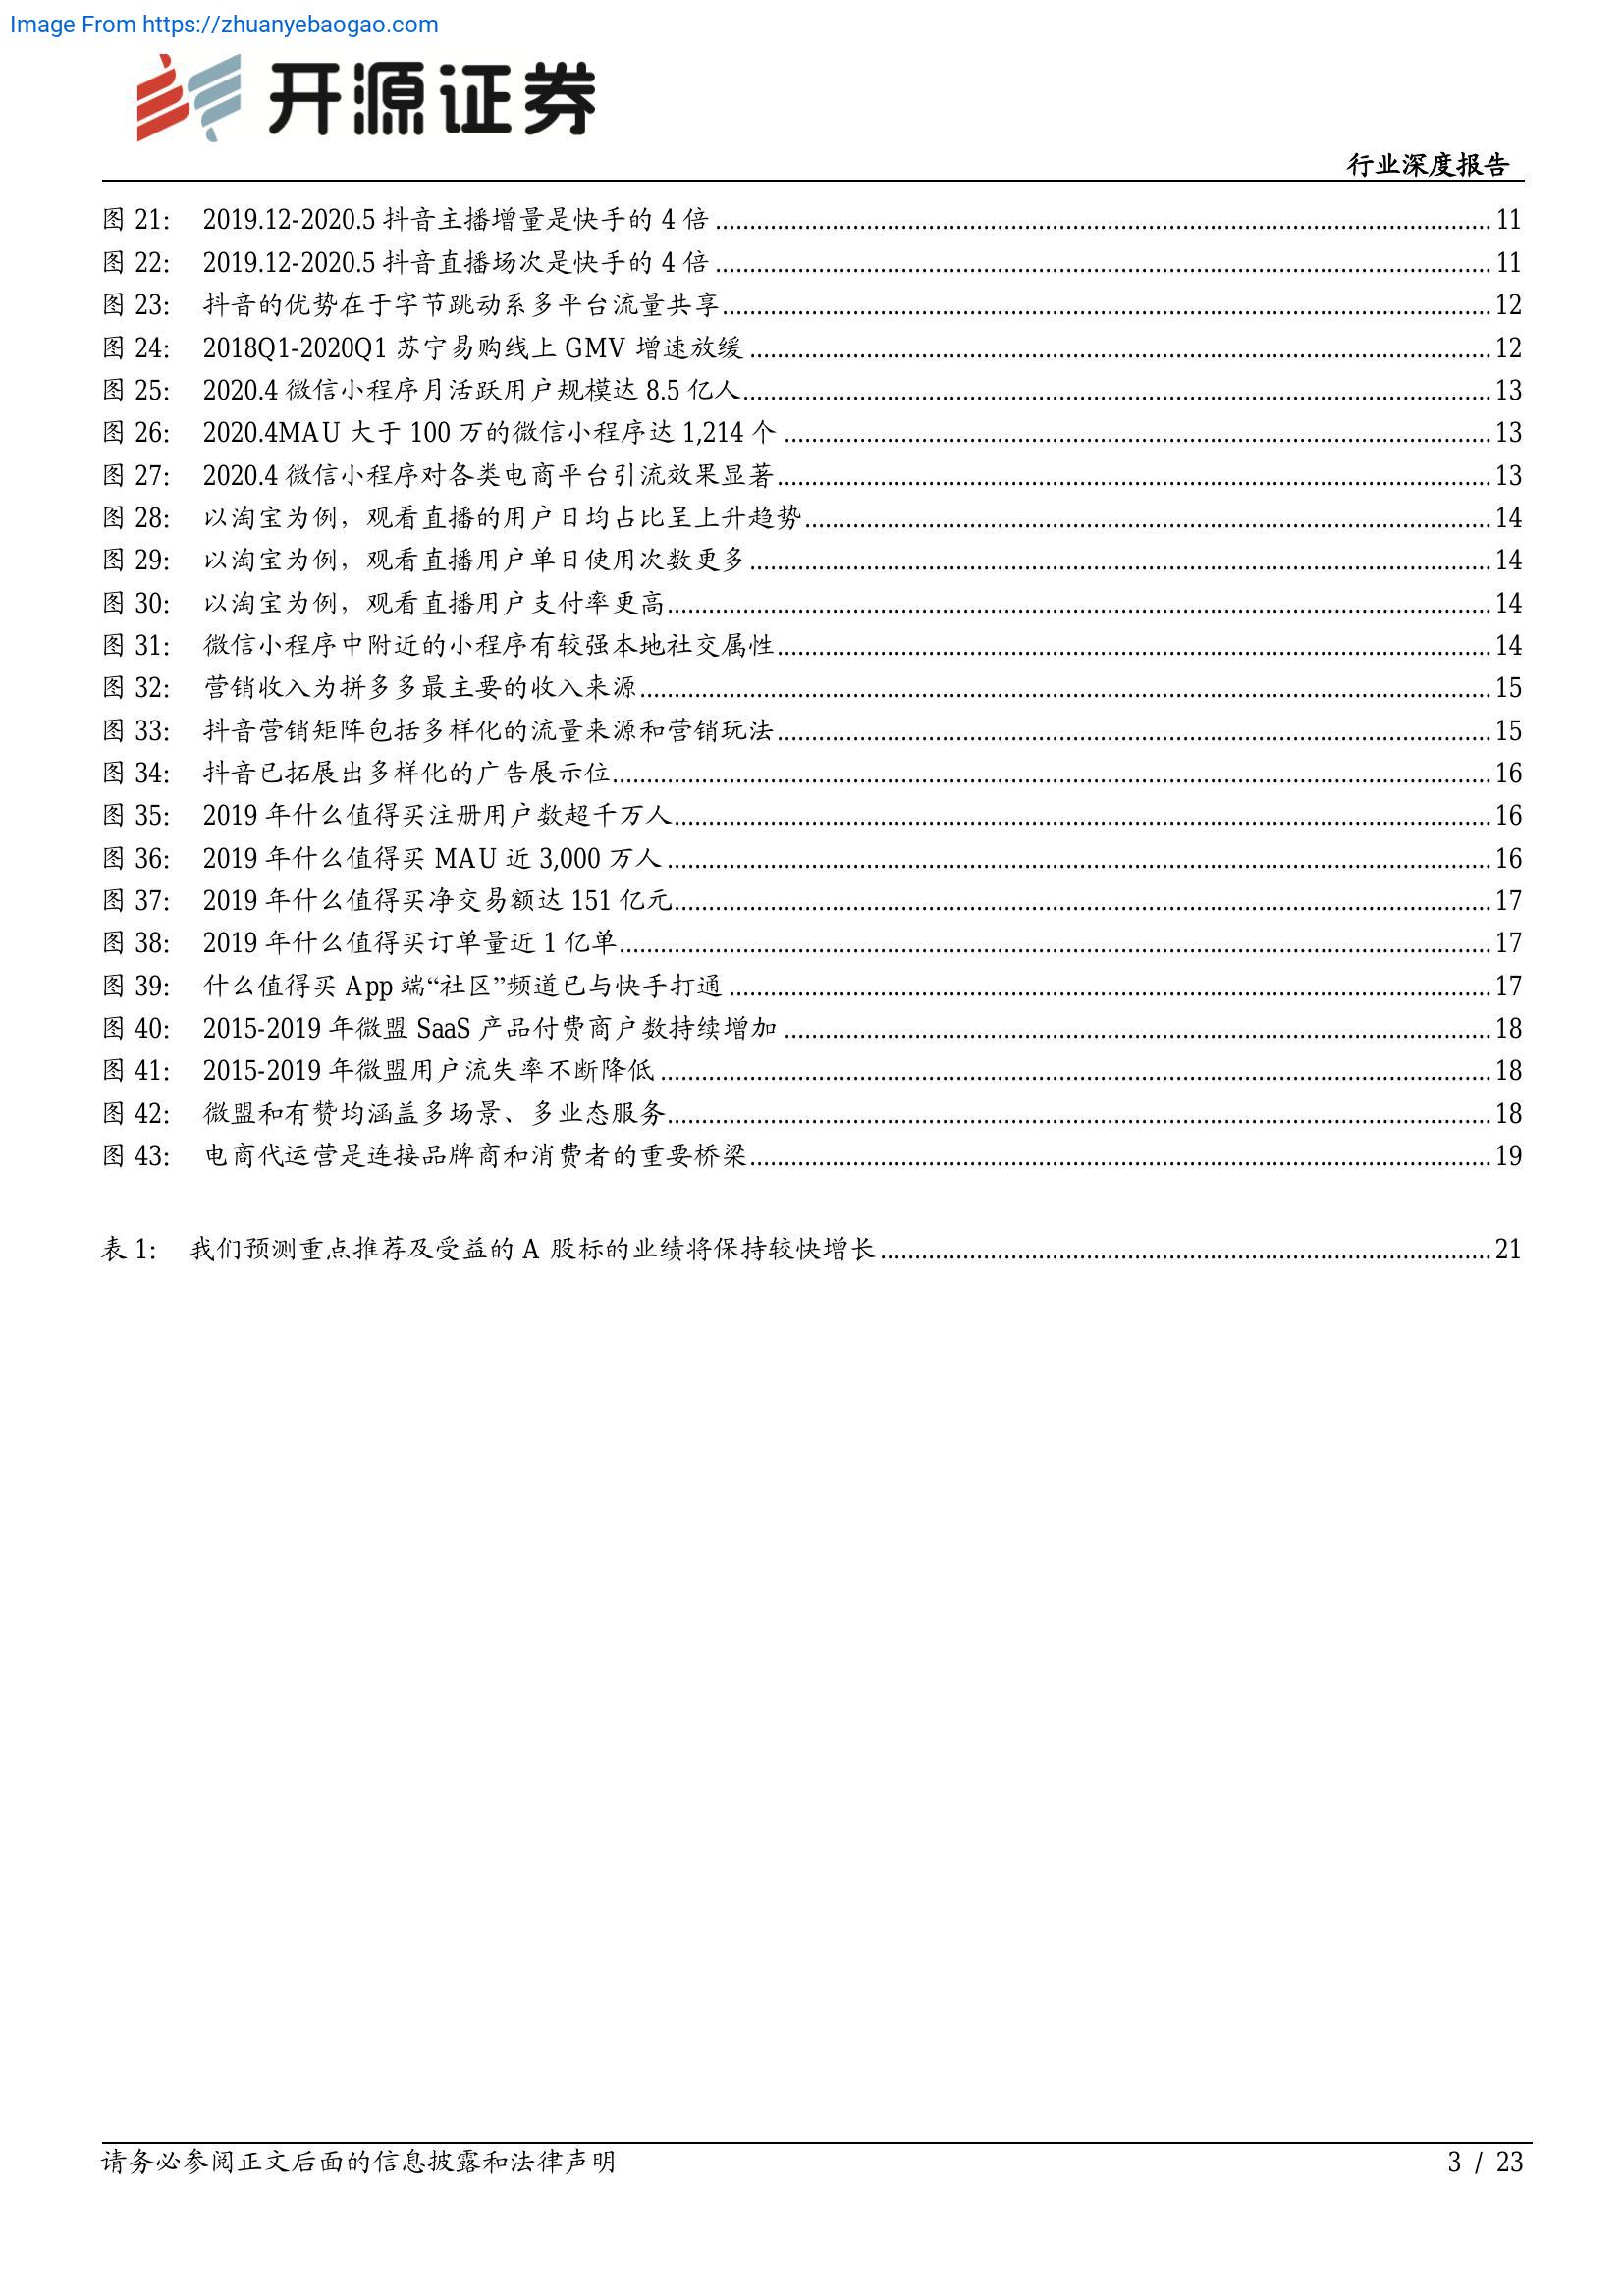 Image From https://zhuanyebaogao.com
开源证券
行业深度报告
图 21: 2019.12-2020.5 抖音主播增量是快手的 4 倍 11
图 22: 2019.12-2020.5 抖音直播场次是快手的 4 倍 11
图 23: 抖音的优势在于字节跳动系多平台流量共享 12
图 24: 2018Q1-2020Q1 苏宁易购线上 GMV 增速放缓 12
图 25: 2020.4 微信小程序月活跃用户规模达 8.5 亿人 13
图 26: 2020.4MAU 大于 100 万的微信小程序达 1,214 个 13
图 27: 2020.4 微信小程序对各类电商平台引流效果显著 13
图 28: 以淘宝为例，观看直播的用户日均占比呈上升趋势 14
图 29: 以淘宝为例，观看直播用户单日使用次数更多 14
图 30: 以淘宝为例，观看直播用户支付率更高 14
图 31: 微信小程序中附近的小程序有较强本地社交属性 14
图 32: 营销收入为拼多多最主要的收入来源 15
图 33: 抖音营销矩阵包括多样化的流量来源和营销玩法 15
图 34: 抖音已拓展出多样化的广告展示位 16
图 35: 2019 年什么值得买注册用户数超千万人 16
图 36: 2019 年什么值得买 MAU 近 3,000 万人 16
图 37: 2019 年什么值得买净交易额达 151 亿元 17
图 38: 2019 年什么值得买订单量近 1 亿单 17
图 39: 什么值得买 App 端“社区”频道已与快手打通 17
图 40: 2015-2019 年微盟 SaaS 产品付费商户数持续增加 18
图 41: 2015-2019 年微盟用户流失率不断降低 18
图 42: 微盟和有赞均涵盖多场景、多业态服务 18
图 43: 电商代运营是连接品牌商和消费者的重要桥梁 19
表 1: 我们预测重点推荐及受益的 A 股标的业绩将保持较快增长 21
请务必参阅正文后面的信息披露和法律声明 3 / 23